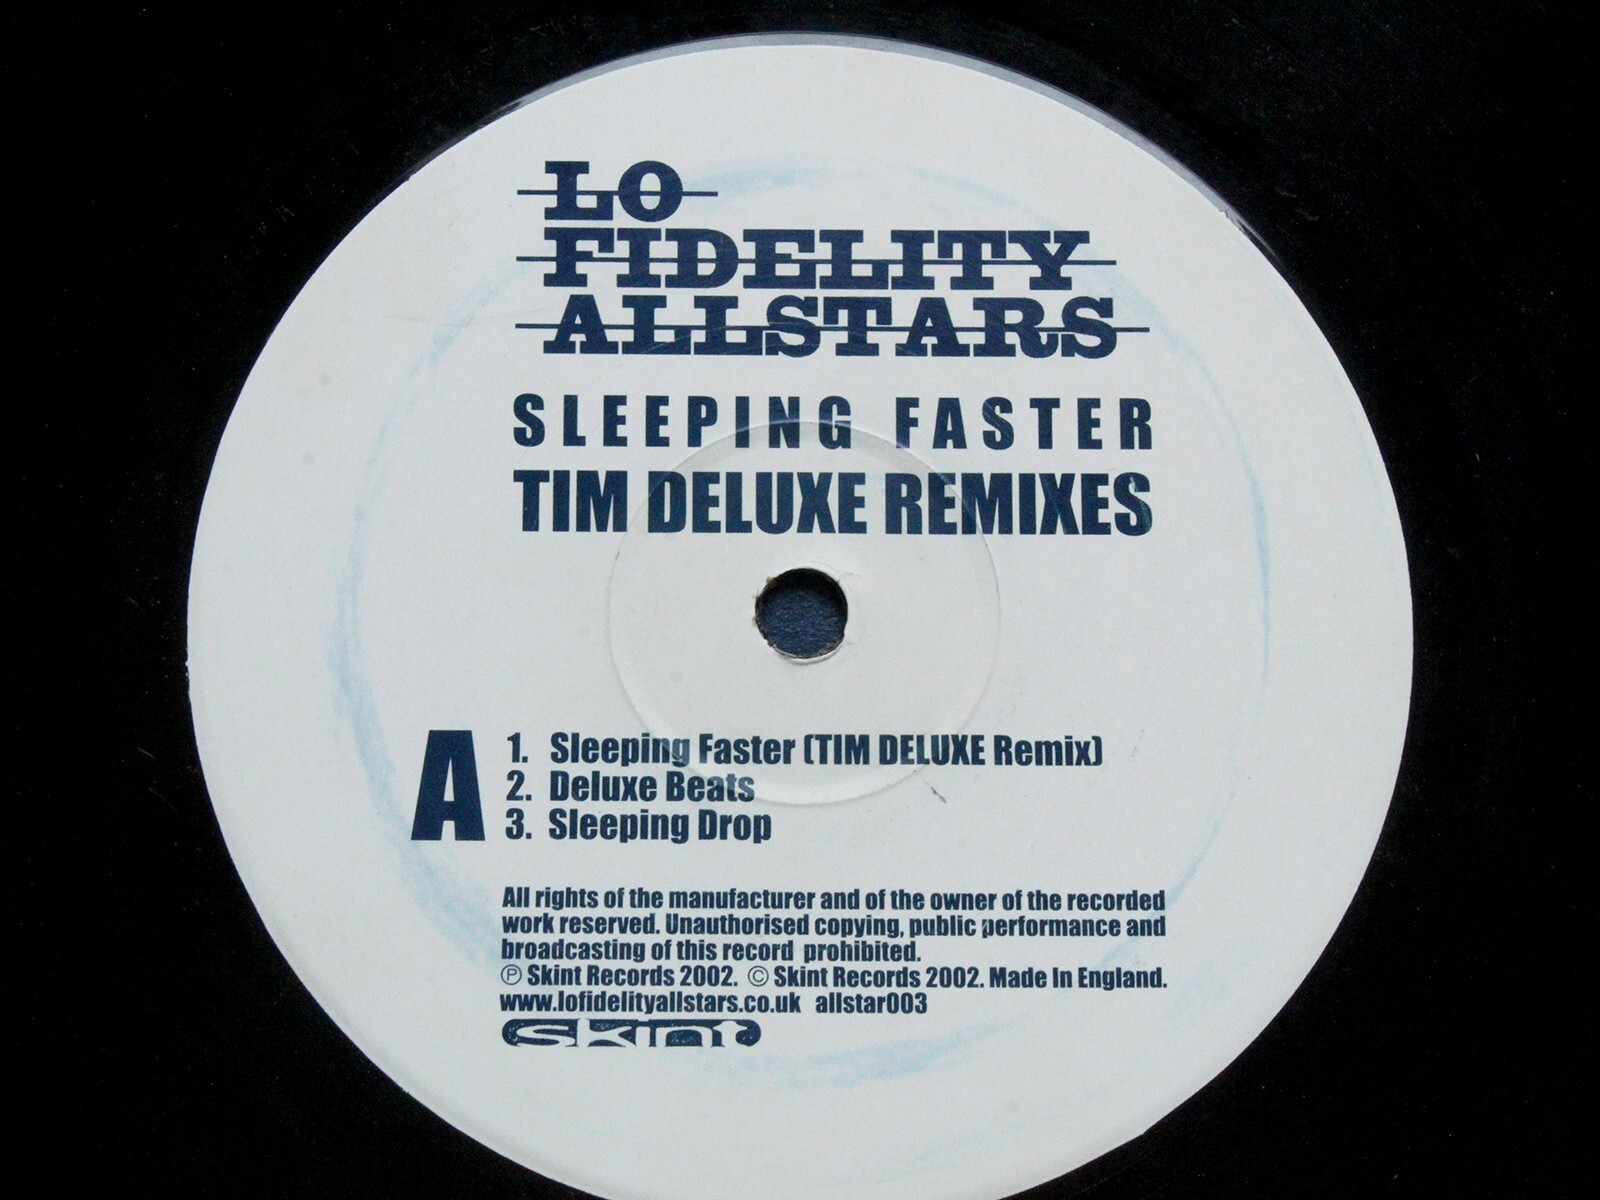 LO
FIDELITY
ALLSTARS
SLEEPING FASTER
TIM DELUXE REMIXES
A
1. Sleeping Faster (TIM DELUXE Remix)
2. Deluxe Beats
3. Sleeping Drop
All rights of the manufacturer and of the owner of the recorded
work reserved. Unauthorised copying, public performance and
broadcasting of this record prohibited.
℗ Skint Records 2002. © Skint Records 2002. Made In England.
www.lofidelityallstars.co.uk allstar003
skint